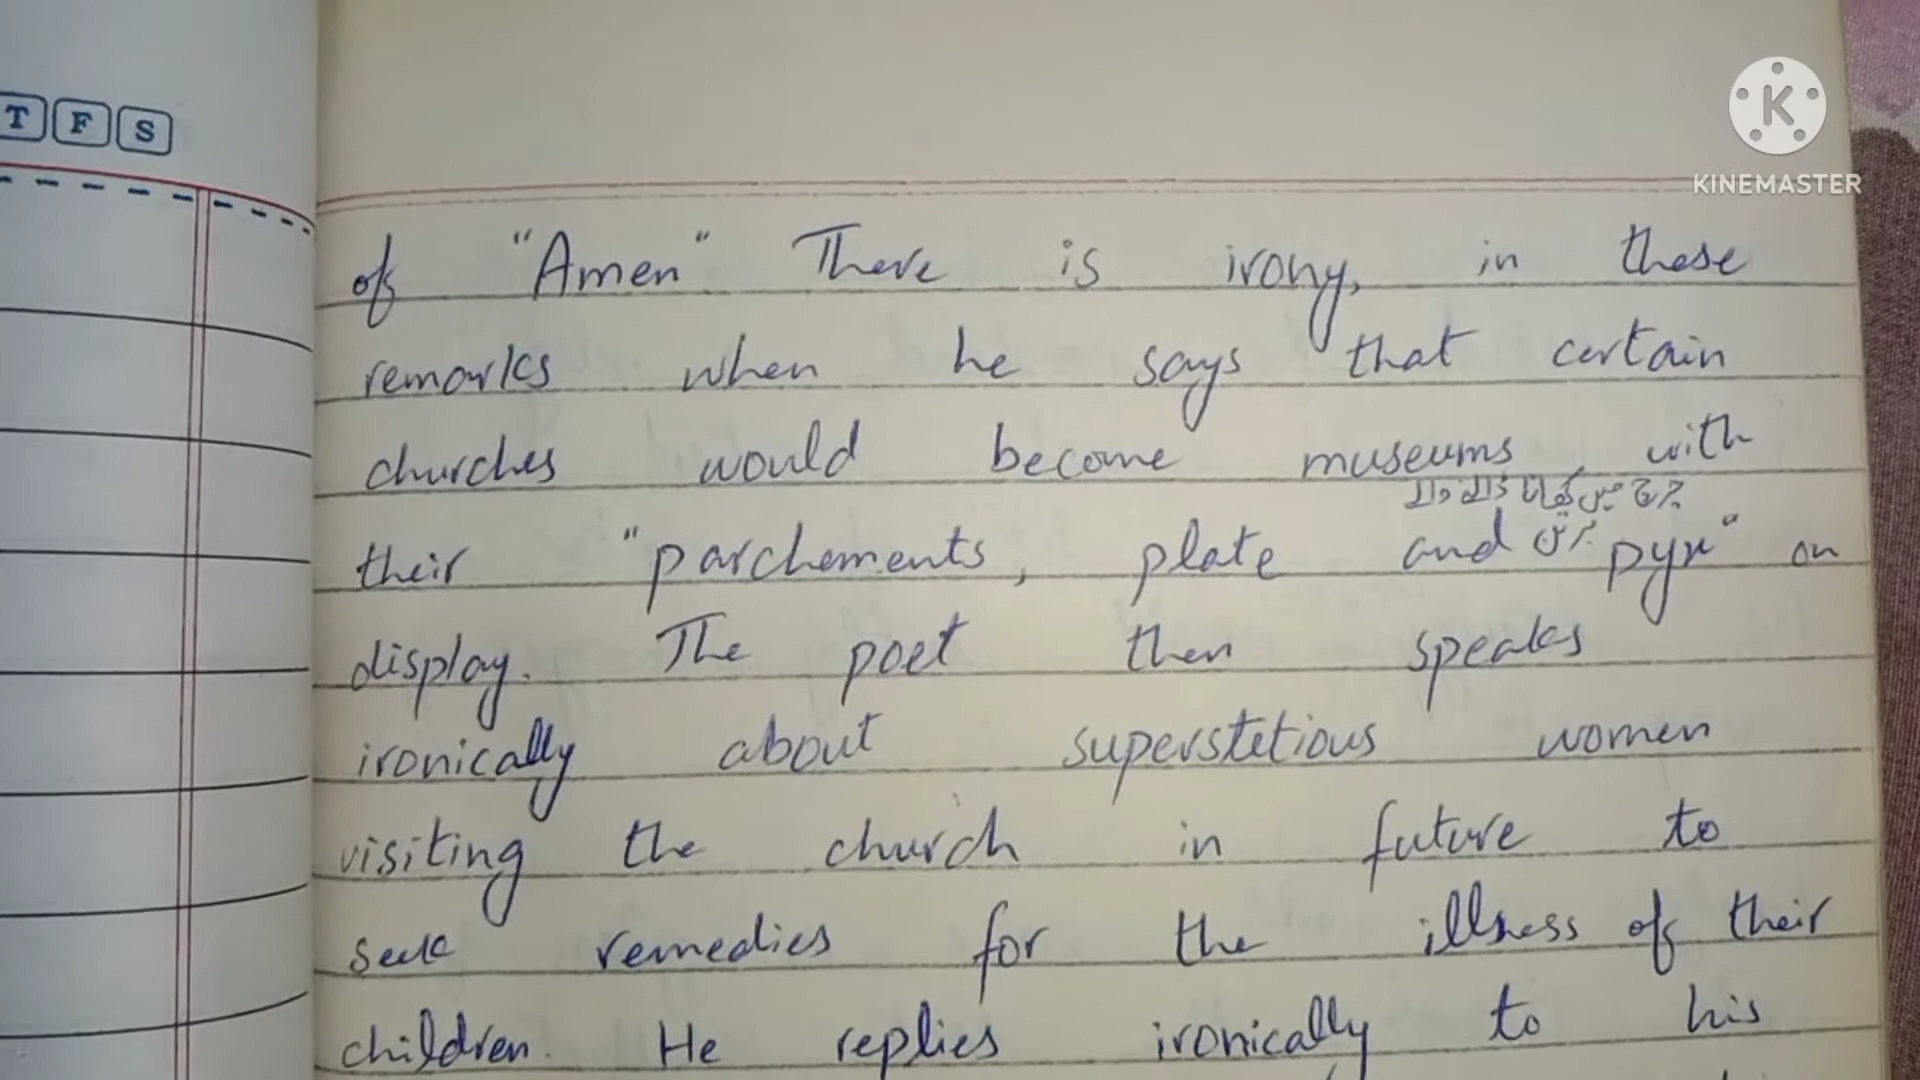 T F S
K
KINEMASTER
of "Amen" There is irony, in these
remarks when he says that certain
churches would become museums with
چرچ میں کھانا ڈالنے والے
their "parchements, plate and برتن pyx" on
display. The poet then speaks
ironically about superstetious women
visiting the church in future to
seek remedies for the illness of their
children. He replies ironically to his